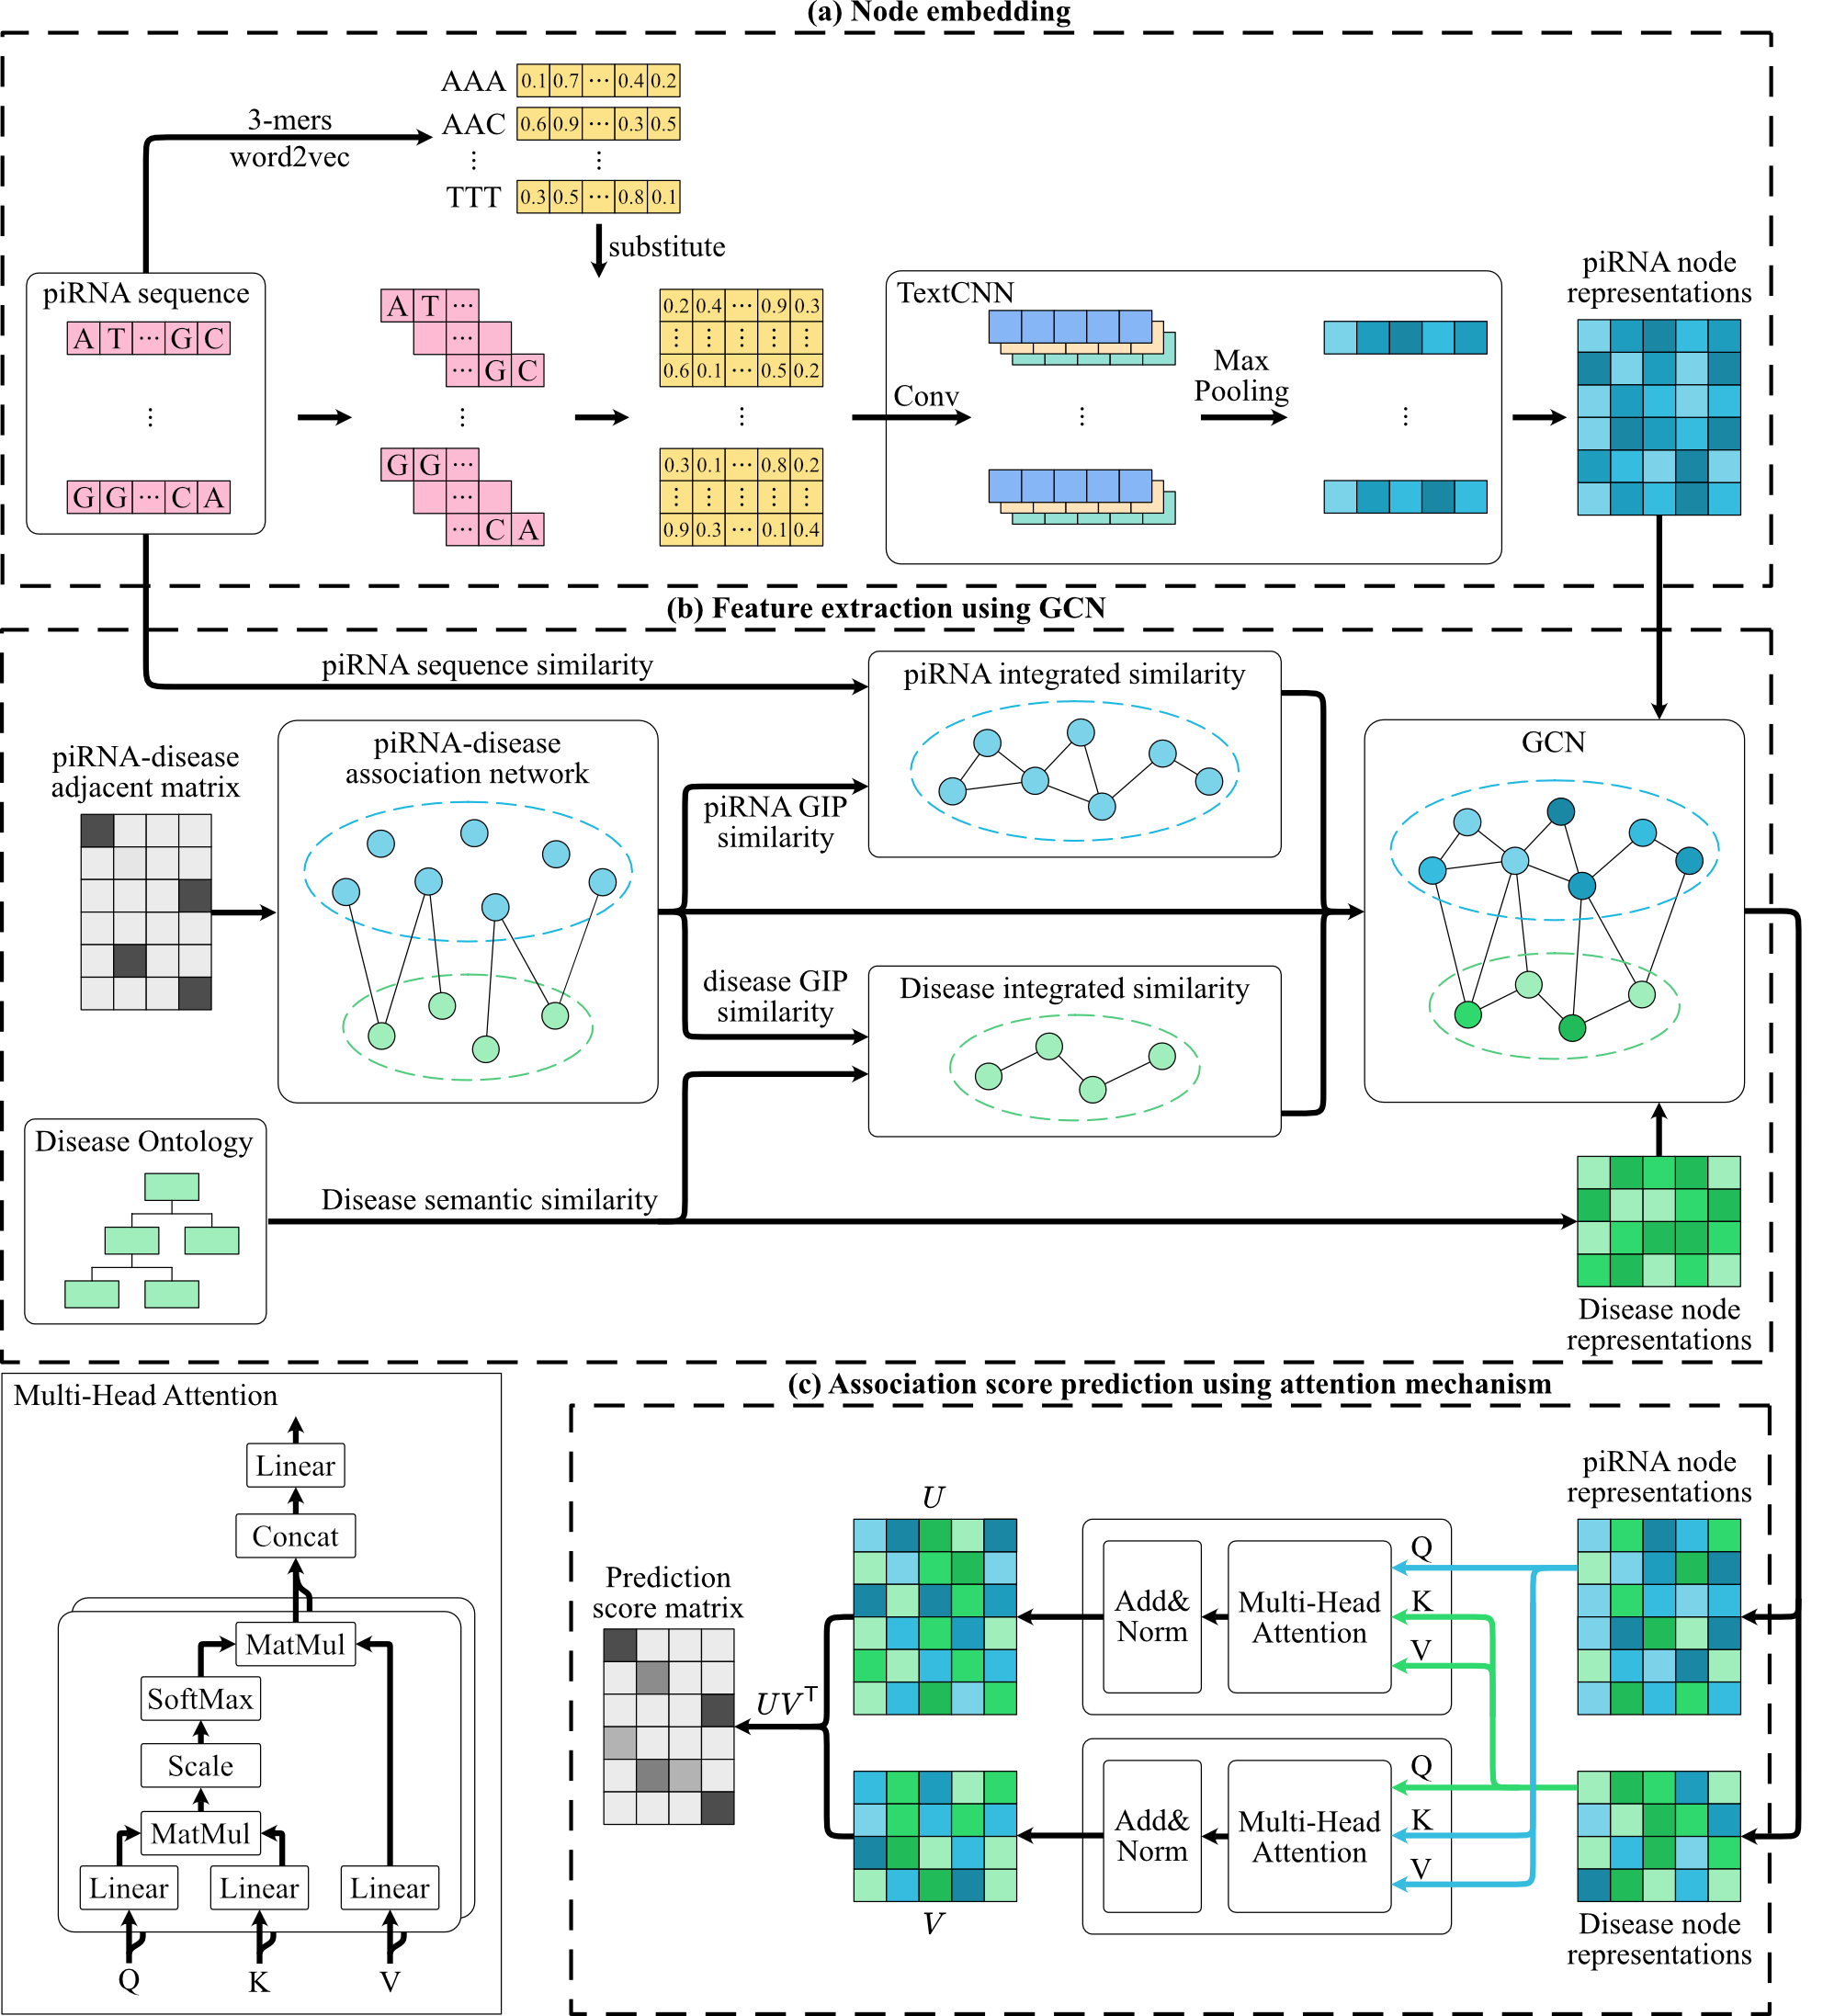 (a) Node embedding
AAA 0.1 0.7 ··· 0.4 0.2
3-mers
AAC 0.6 0.9 ··· 0.3 0.5
word2vec
⋮ ⋮
TTT 0.3 0.5 ··· 0.8 0.1
substitute
piRNA sequence
A T ··· G C
⋮
G G ··· C A
A T ···
···
··· G C
⋮
G G ···
···
··· C A
0.2 0.4 ··· 0.9 0.3
⋮ ⋮ ⋮ ⋮ ⋮
0.6 0.1 ··· 0.5 0.2
⋮
0.3 0.1 ··· 0.8 0.2
⋮ ⋮ ⋮ ⋮ ⋮
0.9 0.3 ··· 0.1 0.4
TextCNN
Conv
⋮
Max
Pooling
⋮
piRNA node
representations
(b) Feature extraction using GCN
piRNA sequence similarity
piRNA-disease
adjacent matrix
piRNA-disease
association network
piRNA GIP
similarity
disease GIP
similarity
piRNA integrated similarity
Disease integrated similarity
GCN
Disease Ontology
Disease semantic similarity
Disease node
representations
Multi-Head Attention
Linear
Concat
MatMul
SoftMax
Scale
MatMul
Linear Linear Linear
Q K V
(c) Association score prediction using attention mechanism
piRNA node
representations
U
Q
K
V
Multi-Head
Attention
Add&
Norm
Prediction
score matrix
UV⊤
Q
K
V
Multi-Head
Attention
Add&
Norm
V
Disease node
representations